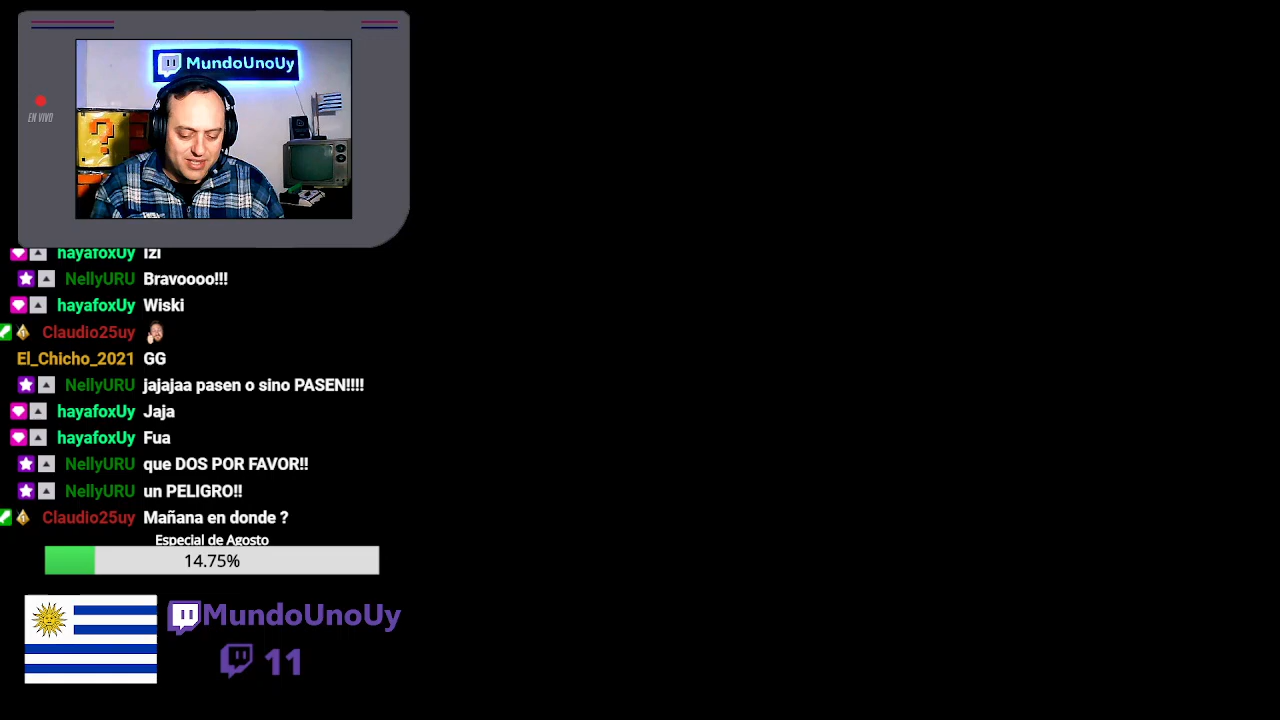 MundoUnoUy
EN VIVO
?
hayafoxUy Izi
NellyURU Bravoooo!!!
hayafoxUy Wiski
Claudio25uy
El_Chicho_2021 GG
NellyURU jajajaa pasen o sino PASEN!!!!
hayafoxUy Jaja
hayafoxUy Fua
NellyURU que DOS POR FAVOR!!
NellyURU un PELIGRO!!
Claudio25uy Mañana en donde ?
Especial de Agosto
14.75%
MundoUnoUy
11